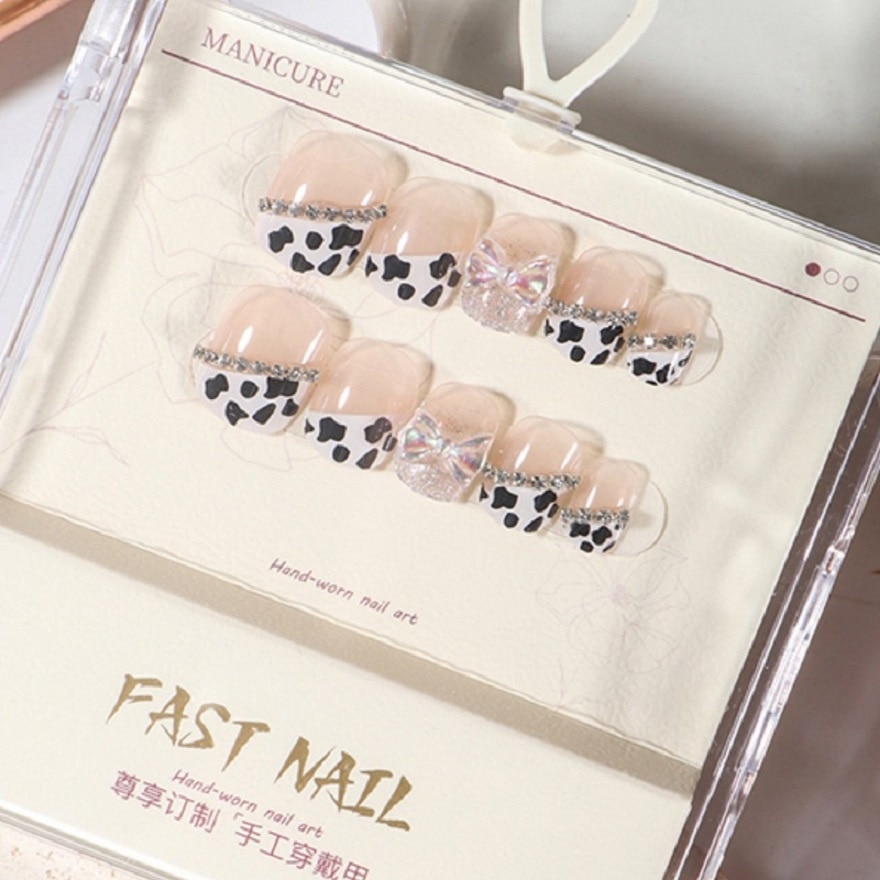 MANICURE
Hand-worn nail art
FAST NAIL
Hand-worn nail art
尊享订制「手工穿戴甲